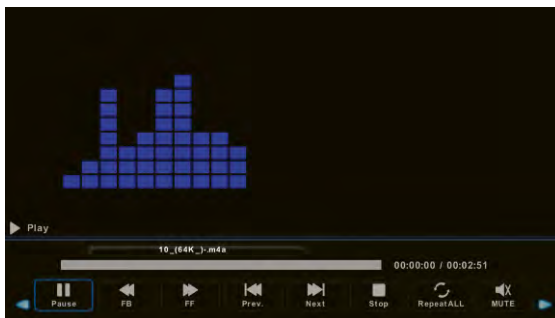 Play
10_(64K_)-.m4a
00:00:00 / 00:02:51
Pause FB FF Prev. Next Stop RepeatALL MUTE